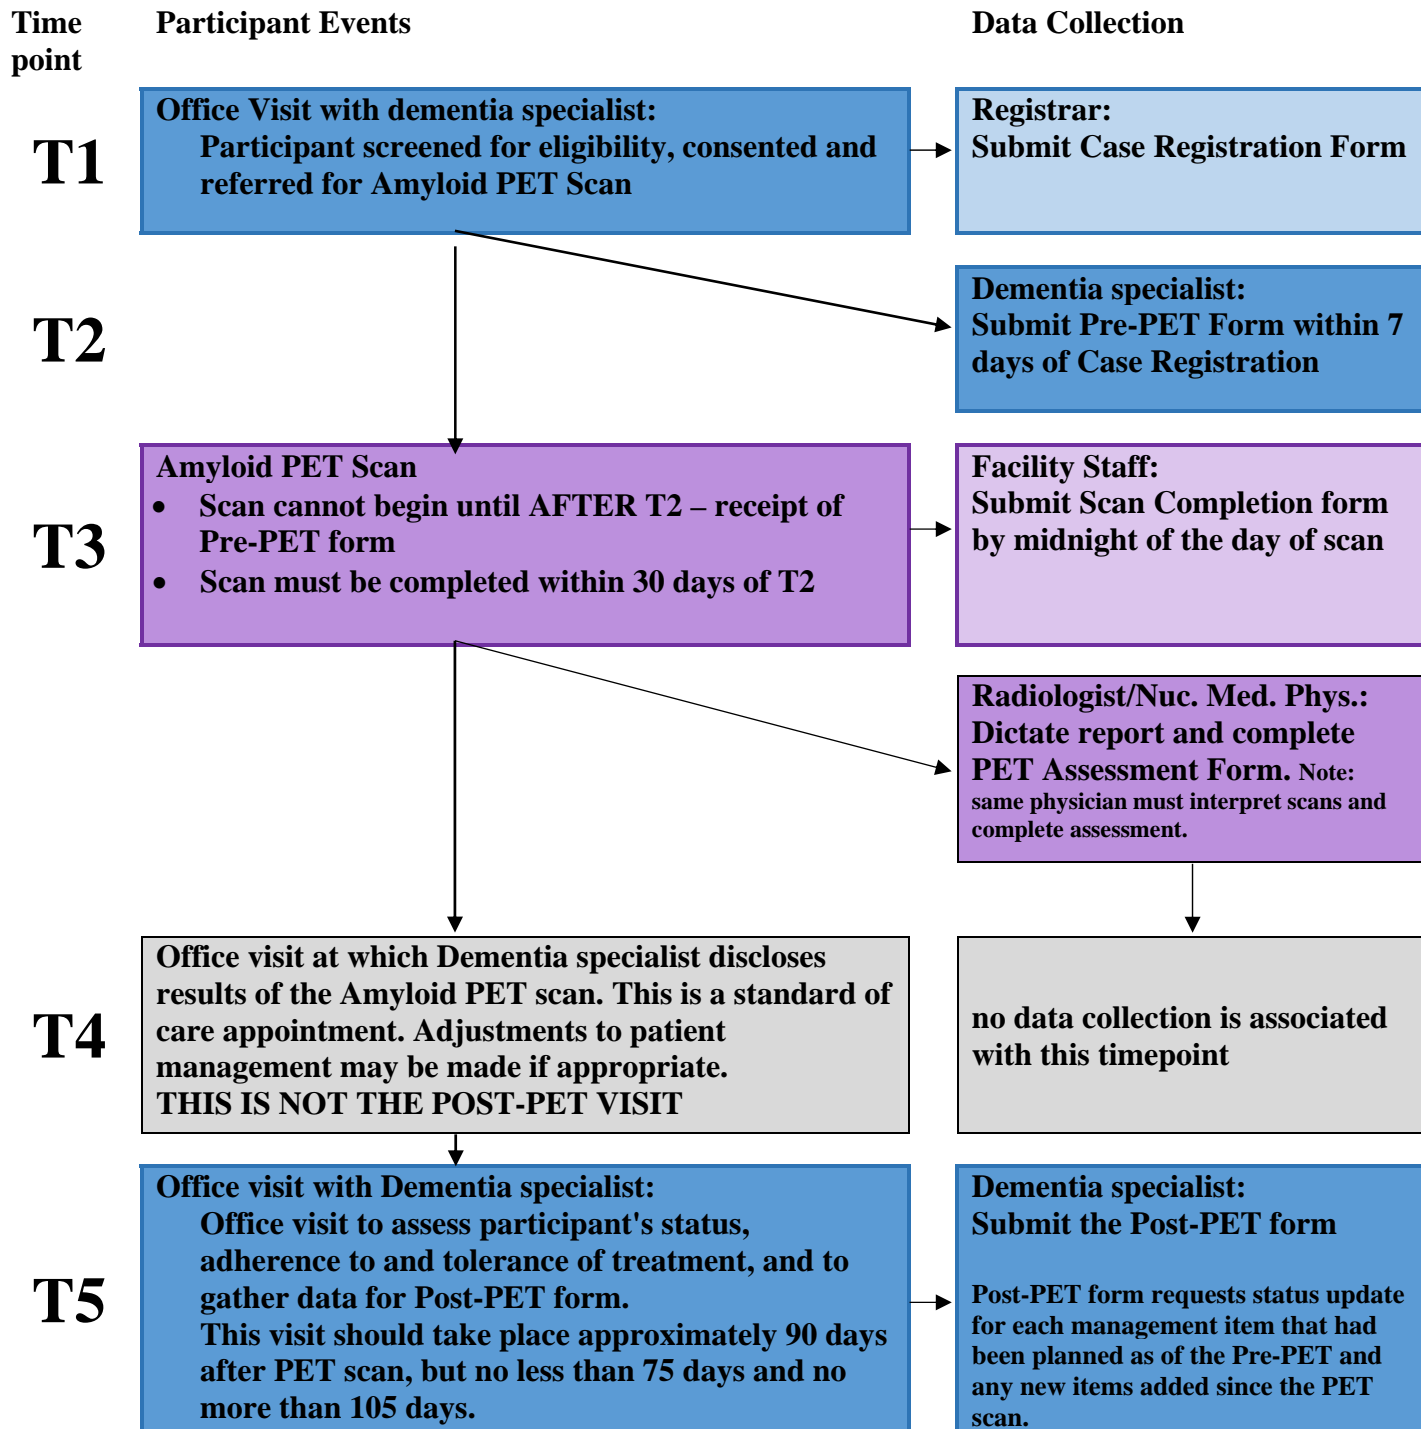 Time
point
Participant Events
Data Collection
T1
Office Visit with dementia specialist:
Participant screened for eligibility, consented and
referred for Amyloid PET Scan
Registrar:
Submit Case Registration Form
T2
Dementia specialist:
Submit Pre-PET Form within 7
days of Case Registration
T3
Amyloid PET Scan
• Scan cannot begin until AFTER T2 – receipt of
Pre-PET form
• Scan must be completed within 30 days of T2
Facility Staff:
Submit Scan Completion form
by midnight of the day of scan
Radiologist/Nuc. Med. Phys.:
Dictate report and complete
PET Assessment Form. Note:
same physician must interpret scans and
complete assessment.
T4
Office visit at which Dementia specialist discloses
results of the Amyloid PET scan. This is a standard of
care appointment. Adjustments to patient
management may be made if appropriate.
THIS IS NOT THE POST-PET VISIT
no data collection is associated
with this timepoint
T5
Office visit with Dementia specialist:
Office visit to assess participant's status,
adherence to and tolerance of treatment, and to
gather data for Post-PET form.
This visit should take place approximately 90 days
after PET scan, but no less than 75 days and no
more than 105 days.
Dementia specialist:
Submit the Post-PET form
Post-PET form requests status update
for each management item that had
been planned as of the Pre-PET and
any new items added since the PET
scan.